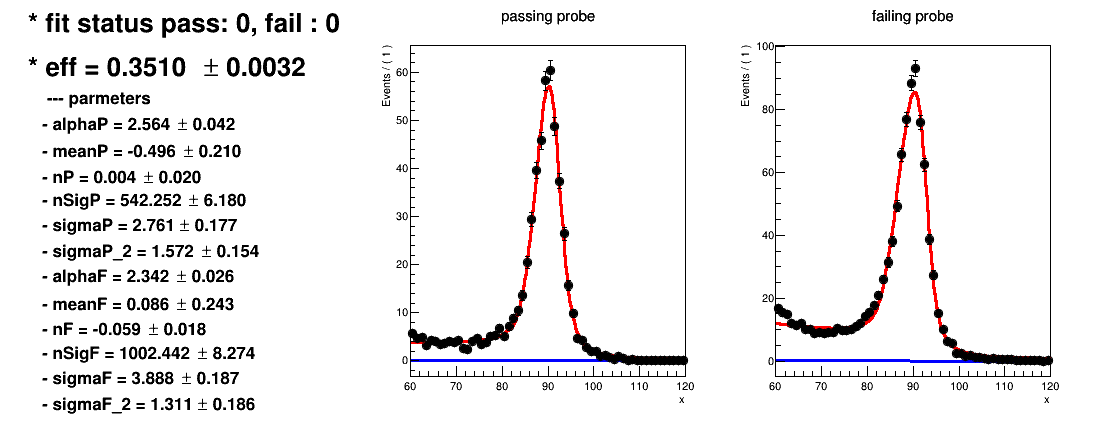 * fit status pass: 0, fail : 0
* eff = 0.3510 ± 0.0032
--- parmeters
- alphaP = 2.564 ± 0.042
- meanP = -0.496 ± 0.210
- nP = 0.004 ± 0.020
- nSigP = 542.252 ± 6.180
- sigmaP = 2.761 ± 0.177
- sigmaP_2 = 1.572 ± 0.154
- alphaF = 2.342 ± 0.026
- meanF = 0.086 ± 0.243
- nF = -0.059 ± 0.018
- nSigF = 1002.442 ± 8.274
- sigmaF = 3.888 ± 0.187
- sigmaF_2 = 1.311 ± 0.186
passing probe
Events / ( 1 )
60
50
40
30
20
10
0
60 70 80 90 100 110 120
x
failing probe
Events / ( 1 )
100
80
60
40
20
0
60 70 80 90 100 110 120
x